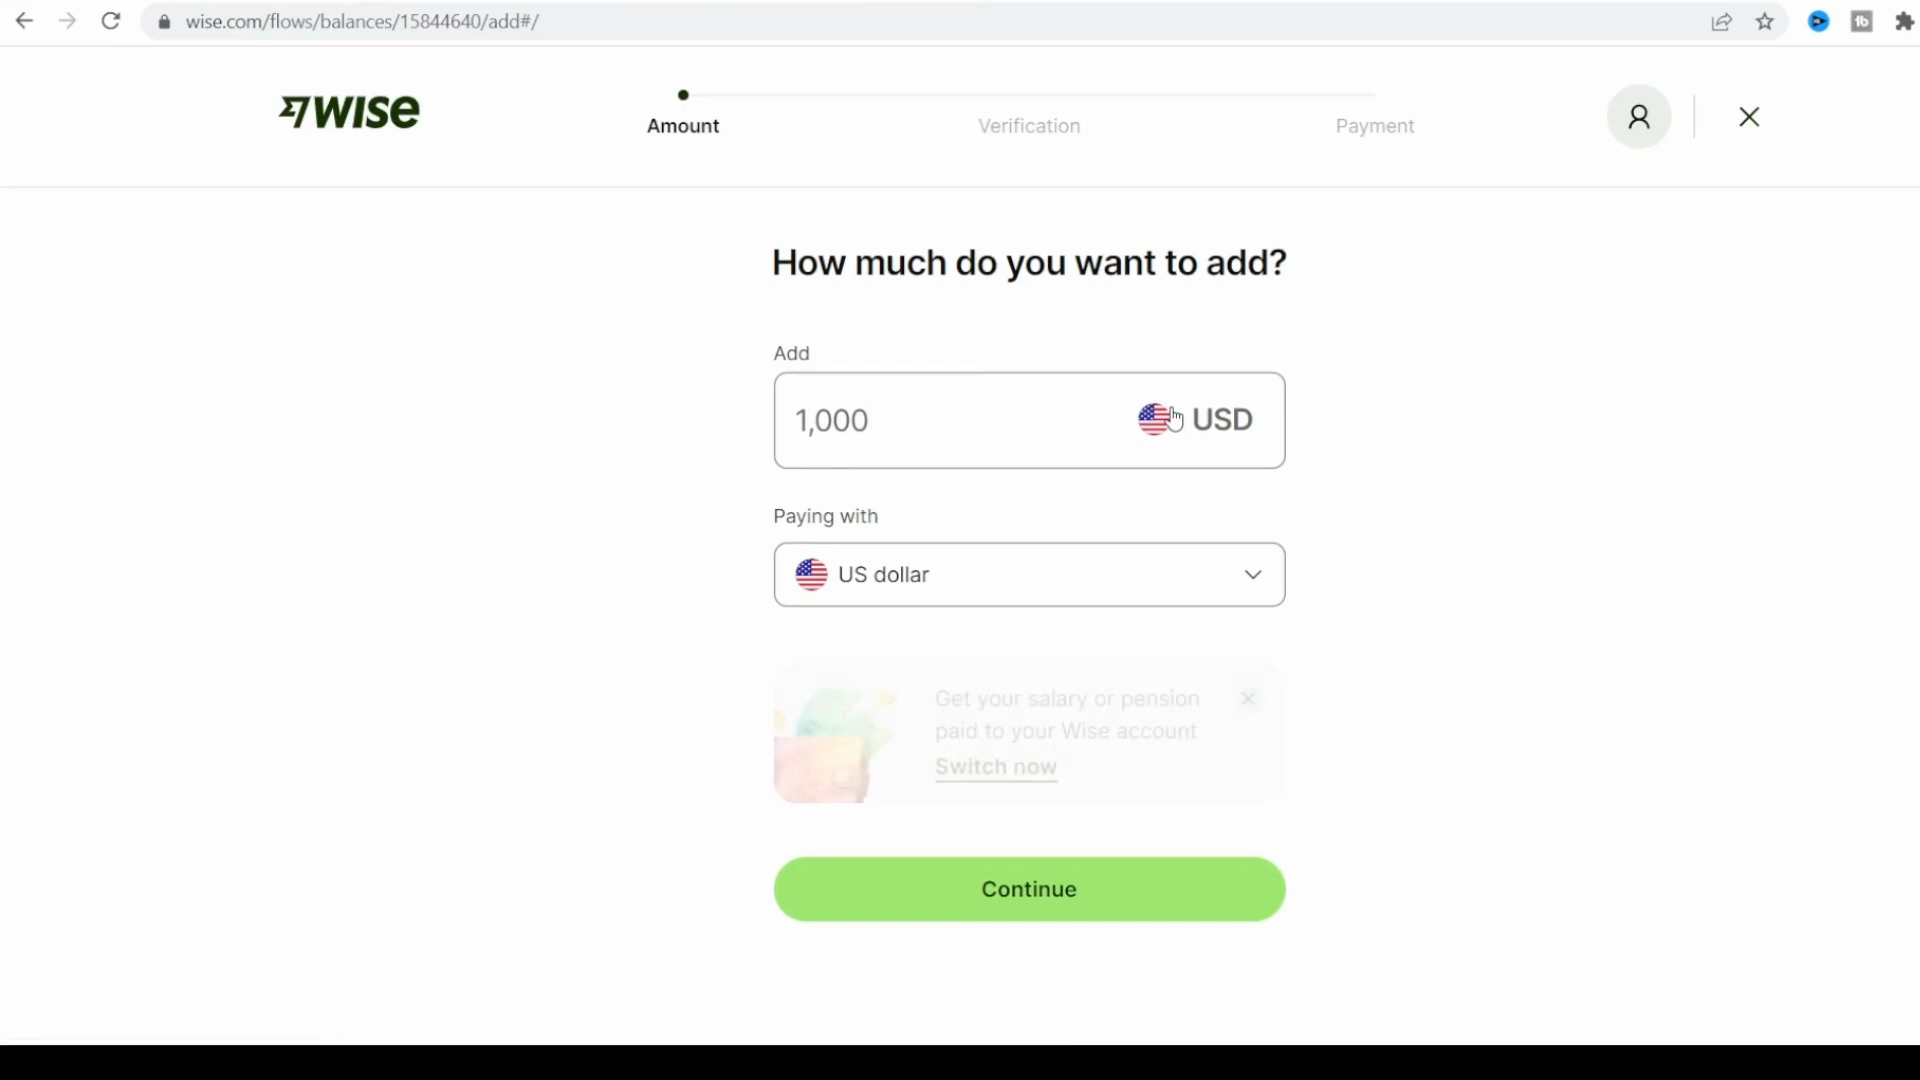 wise.com/flows/balances/15844640/add#/
WISE
Amount
Verification
Payment
How much do you want to add?
Add
1,000
USD
Paying with
US dollar
Get your salary or pension
paid to your Wise account
Switch now
Continue